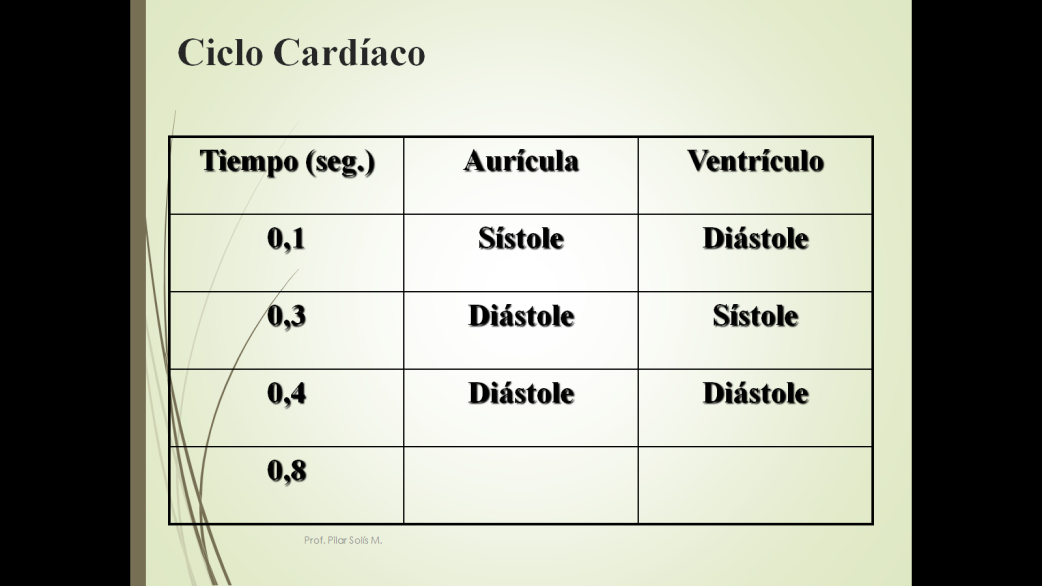 Ciclo Cardíaco
Tiempo (seg.) Aurícula Ventrículo
0,1 Sístole Diástole
0,3 Diástole Sístole
0,4 Diástole Diástole
0,8
Prof. Pilar Solís M.